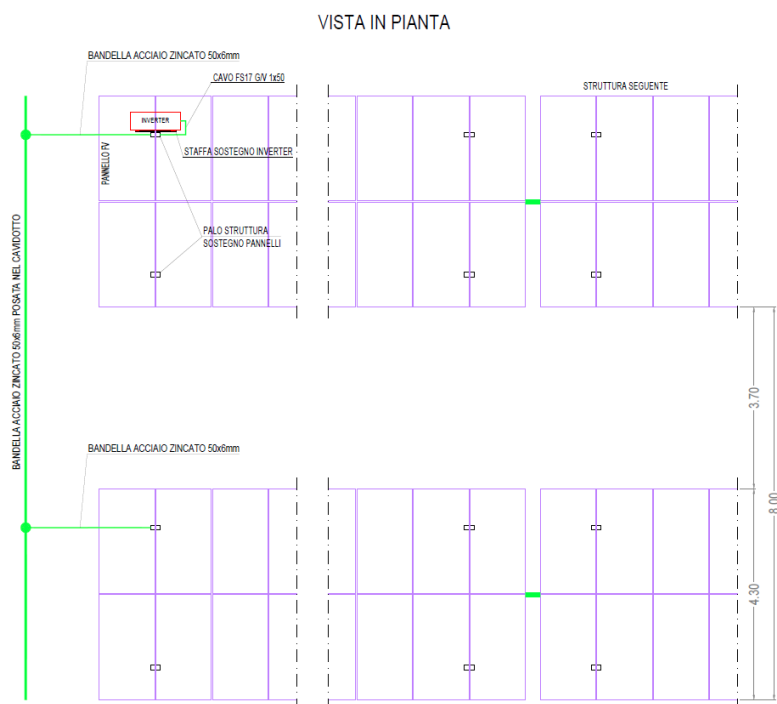 VISTA IN PIANTA
BANDELLA ACCIAIO ZINCATO 50x6mm
CAVO FS17 G/V 1x50
STRUTTURA SEGUENTE
INVERTER
STAFFA SOSTEGNO INVERTER
PANNELLO FV
PALO STRUTTURA
SOSTEGNO PANNELLI
BANDELLA ACCIAIO ZINCATO 50x6mm POSATA NEL CAVIDOTTO
3.70
8.00
BANDELLA ACCIAIO ZINCATO 50x6mm
4.30